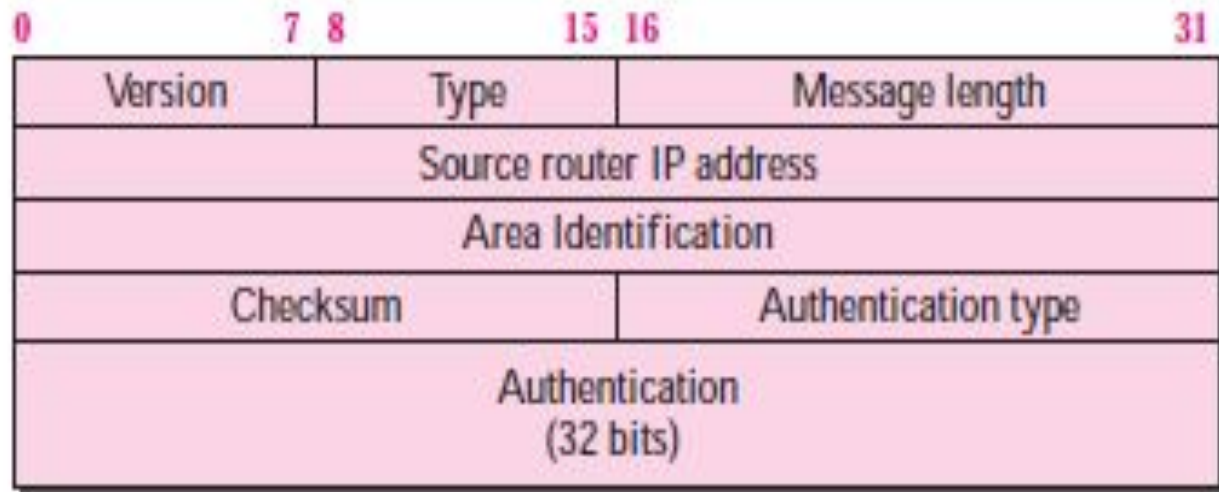 0 7 8 15 16 31
Version Type Message length
Source router IP address
Area Identification
Checksum Authentication type
Authentication
(32 bits)